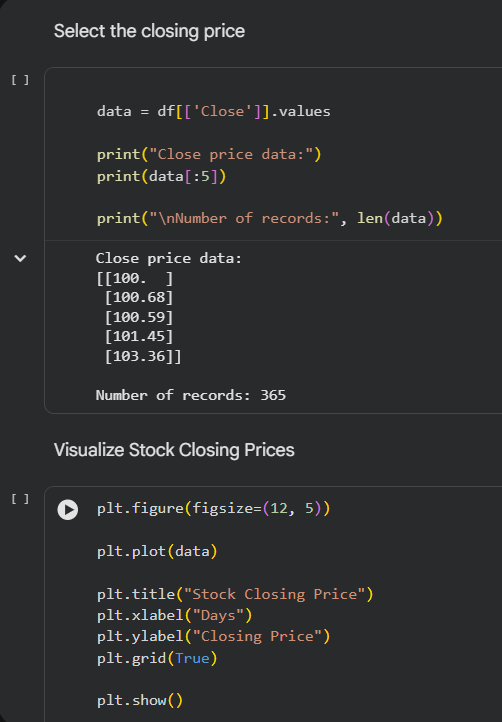 Select the closing price
[ ]
data = df[['Close']].values
print("Close price data:")
print(data[:5])
print("\nNumber of records:", len(data))
Close price data:
[[100.  ]
 [100.68]
 [100.59]
 [101.45]
 [103.36]]
Number of records: 365
Visualize Stock Closing Prices
[ ]
plt.figure(figsize=(12, 5))
plt.plot(data)
plt.title("Stock Closing Price")
plt.xlabel("Days")
plt.ylabel("Closing Price")
plt.grid(True)
plt.show()